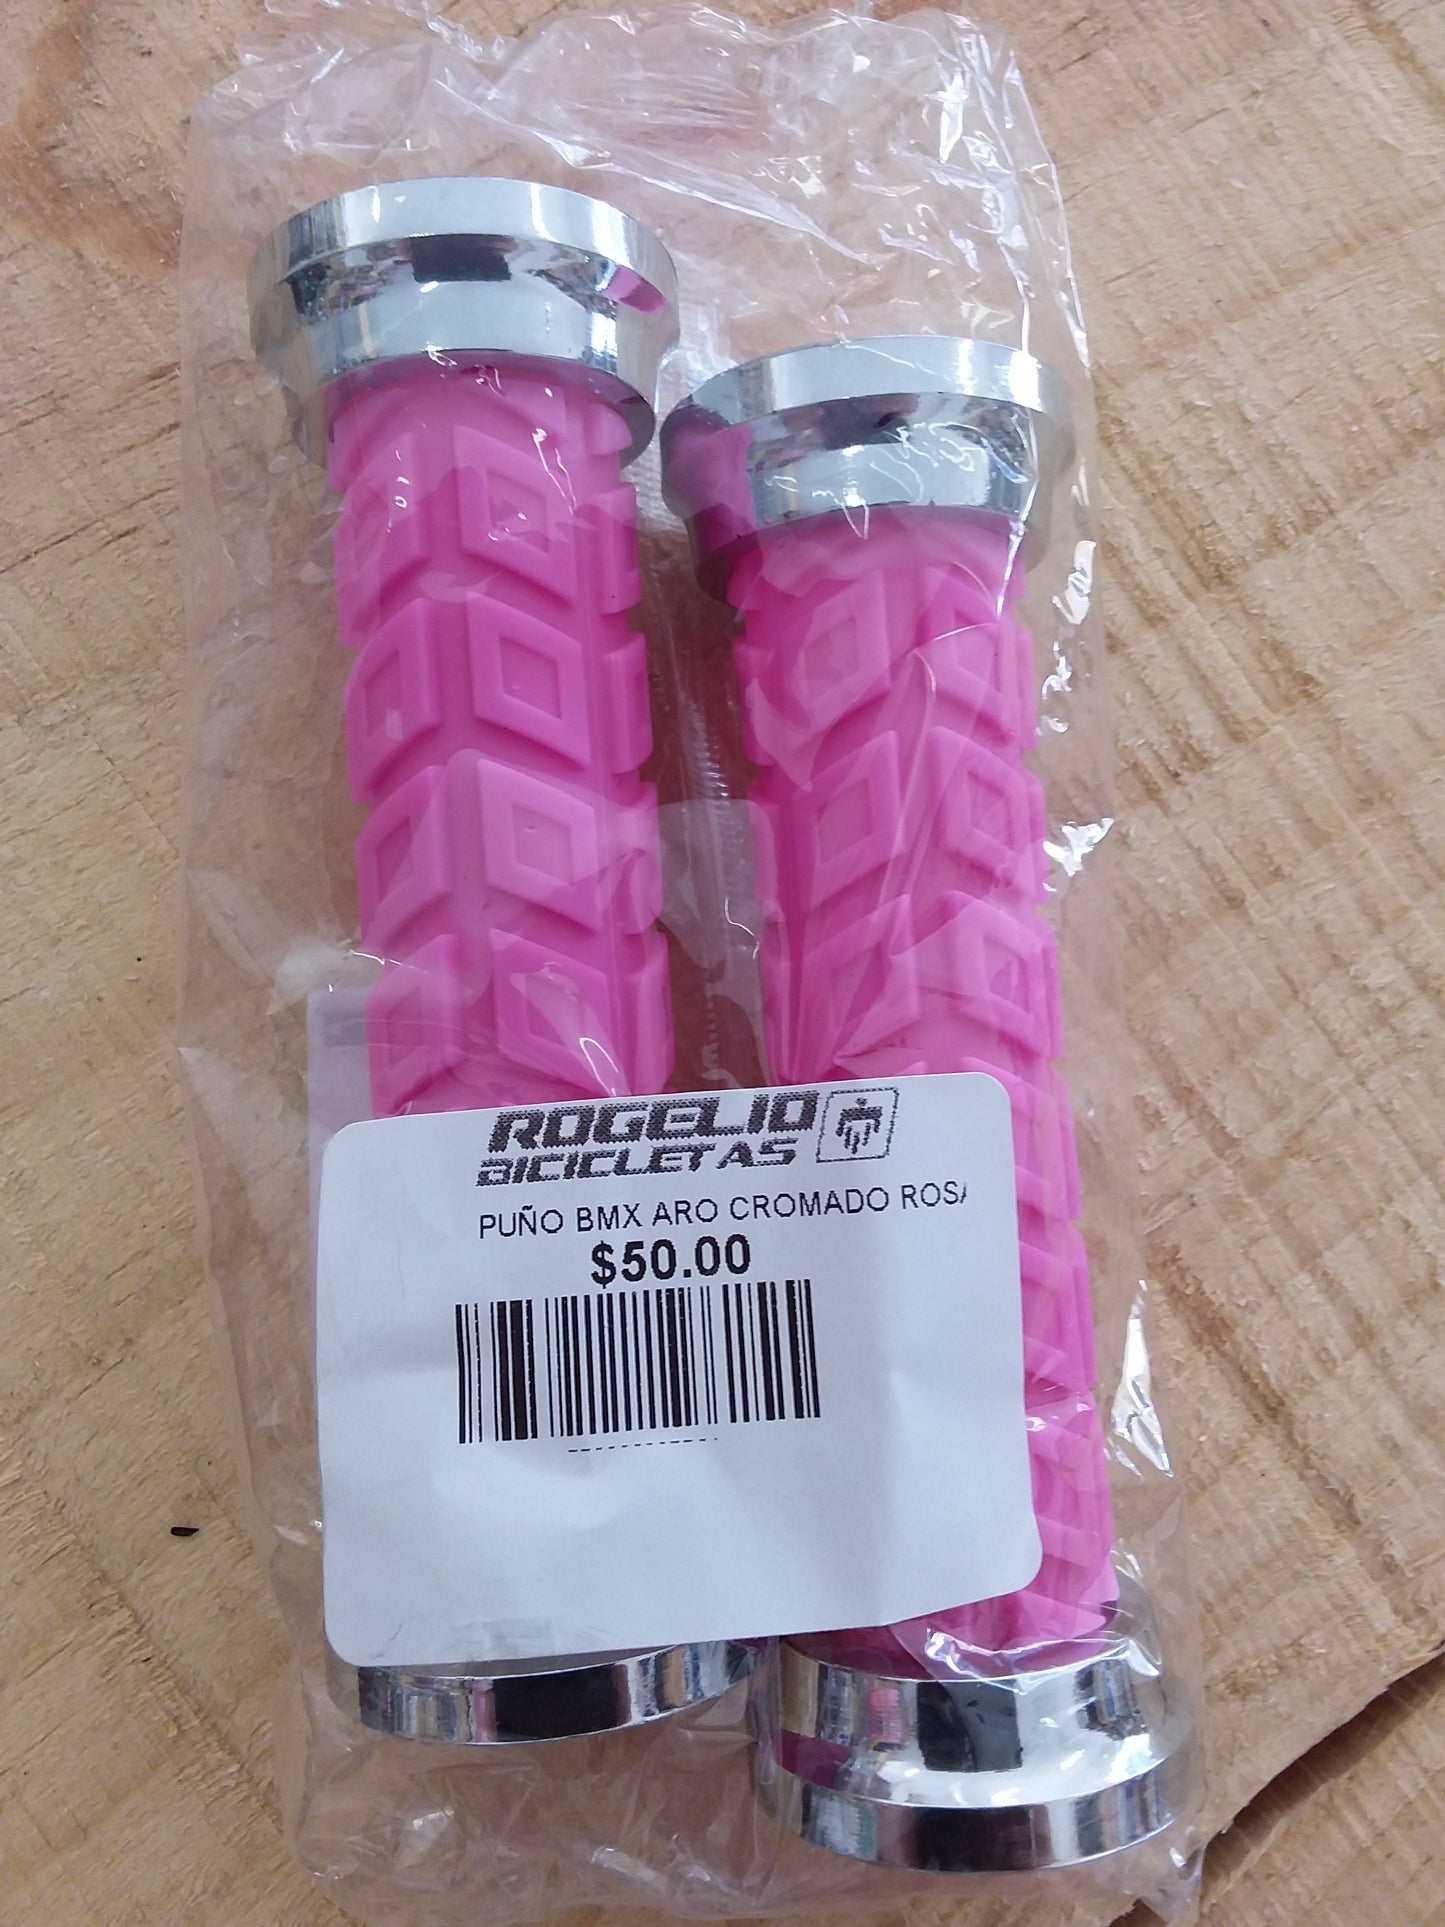 ROGELIO
BICICLETAS
PUÑO BMX ARO CROMADO ROSA
$50.00